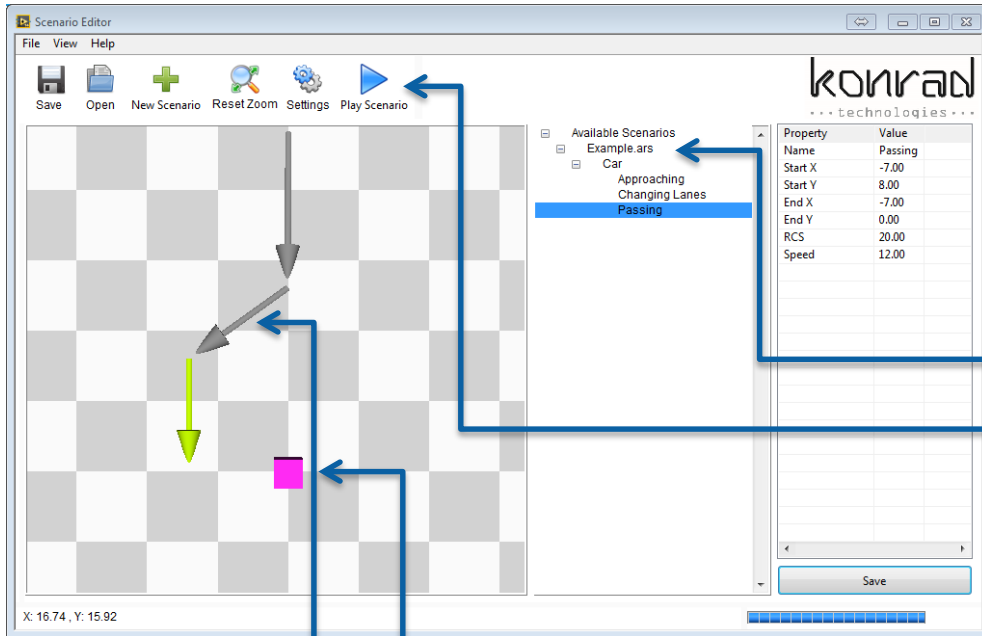 Scenario Editor
File View Help
Save Open New Scenario Reset Zoom Settings Play Scenario
konrad
technologies
Available Scenarios
Example.ars
Car
Approaching
Changing Lanes
Passing
Property Value
Name Passing
Start X -7.00
Start Y 8.00
End X -7.00
End Y 0.00
RCS 20.00
Speed 12.00
Save
X: 16.74 , Y: 15.92